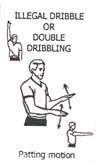 ILLEGAL DRIBBLE
OR
DOUBLE
DRIBBLING
Patting motion